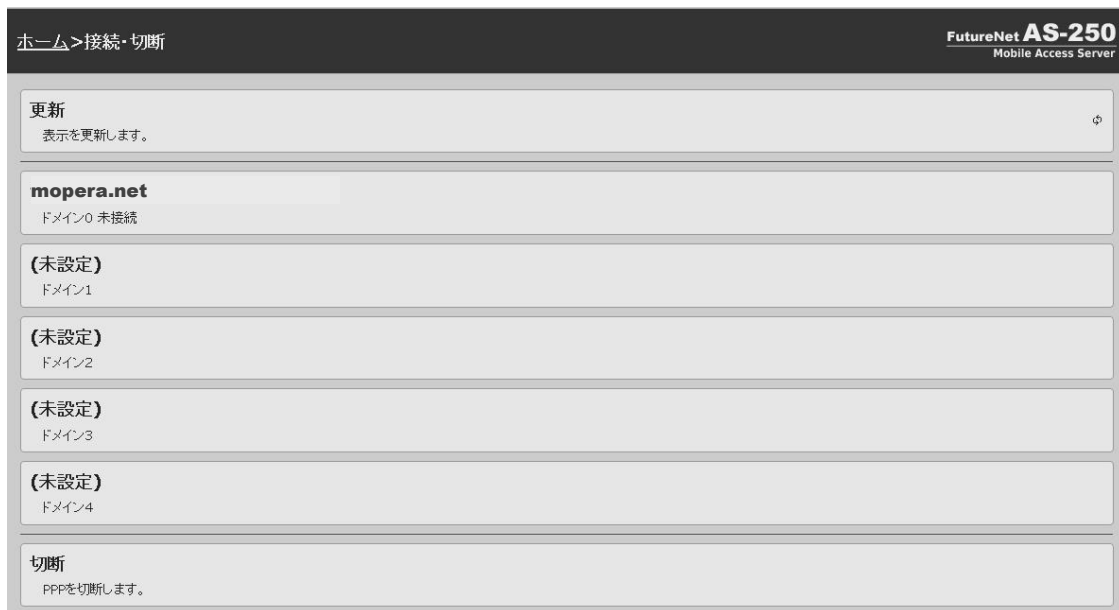 ホーム>接続・切断
FutureNet AS-250
Mobile Access Server
更新
表示を更新します。
mopera.net
ドメイン0 未接続
(未設定)
ドメイン1
(未設定)
ドメイン2
(未設定)
ドメイン3
(未設定)
ドメイン4
切断
PPPを切断します。